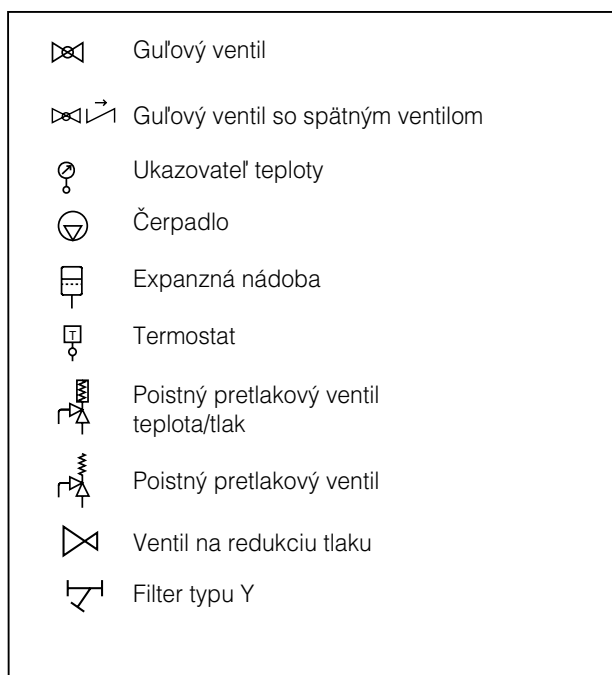 Guľový ventil
Guľový ventil so spätným ventilom
Ukazovateľ teploty
Čerpadlo
Expanzná nádoba
T
Termostat
Poistný pretlakový ventil
teplota/tlak
Poistný pretlakový ventil
Ventil na redukciu tlaku
Filter typu Y